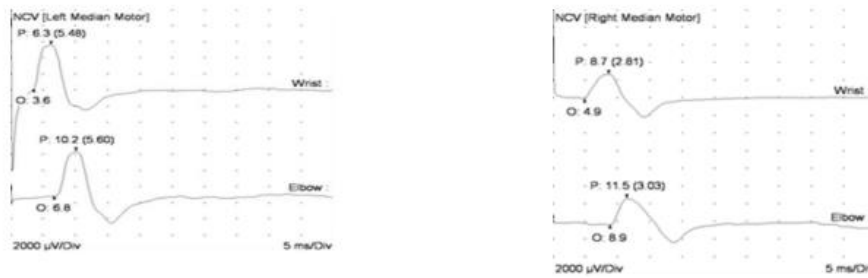 NCV [Left Median Motor]
P: 6.3 (5.48)
Wrist :
O: 3.6
P: 10.2 (5.60)
Elbow :
O: 6.8
2000 µV/Div 5 ms/Div
NCV [Right Median Motor]
P: 8.7 (2.81)
Wrist
O: 4.9
P: 11.5 (3.03)
Elbow
O: 8.9
2000 µV/Div 5 ms/Div